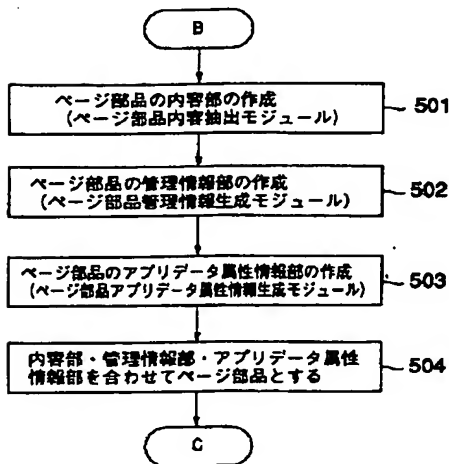 B
ページ部品の内容部の作成
(ページ部品内容抽出モジュール)
501
ページ部品の管理情報部の作成
(ページ部品管理情報生成モジュール)
502
ページ部品のアプリデータ属性情報部の作成
(ページ部品アプリデータ属性情報生成モジュール)
503
内容部・管理情報部・アプリデータ属性
情報部を合わせてページ部品とする
504
C